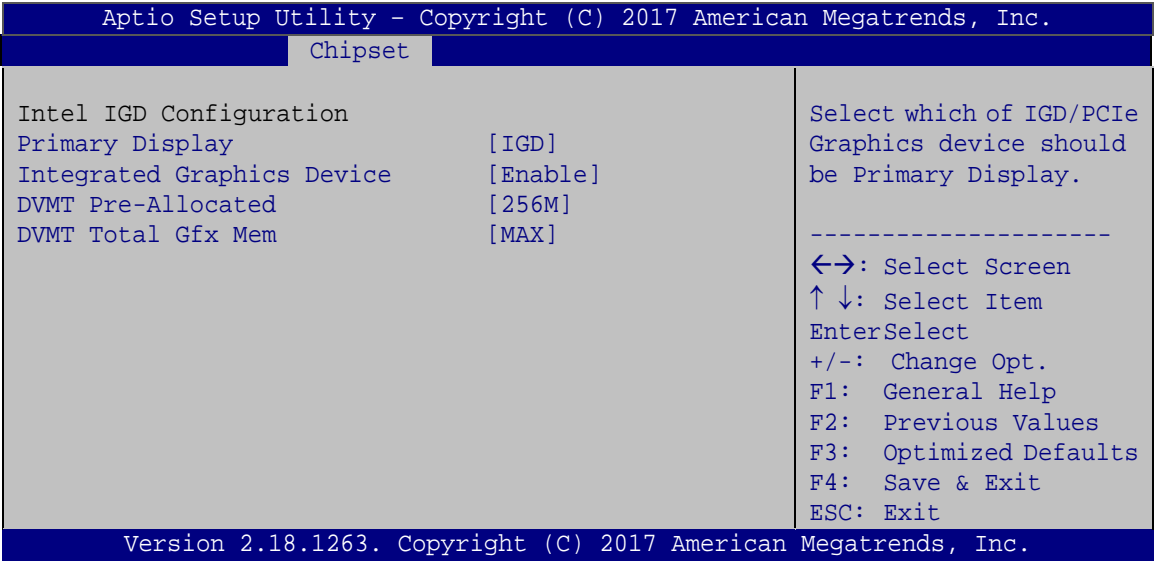 Aptio Setup Utility – Copyright (C) 2017 American Megatrends, Inc.
Chipset
Intel IGD Configuration
Primary Display [IGD]
Integrated Graphics Device [Enable]
DVMT Pre-Allocated [256M]
DVMT Total Gfx Mem [MAX]
Select which of IGD/PCIe
Graphics device should
be Primary Display.
---------------------
←→: Select Screen
↑ ↓: Select Item
EnterSelect
+/-: Change Opt.
F1: General Help
F2: Previous Values
F3: Optimized Defaults
F4: Save & Exit
ESC: Exit
Version 2.18.1263. Copyright (C) 2017 American Megatrends, Inc.